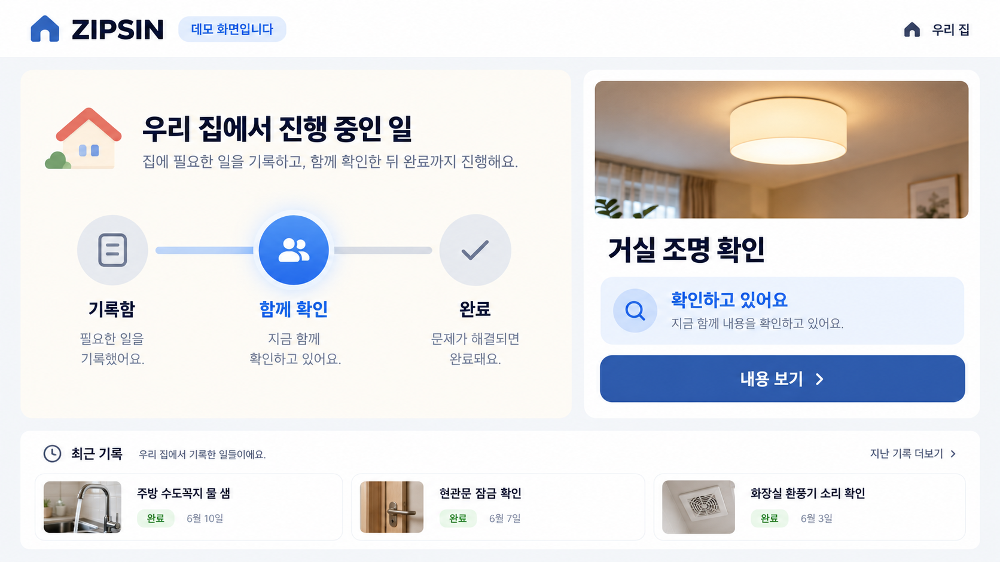 ZIPSIN
데모 화면입니다
우리 집
우리 집에서 진행 중인 일
집에 필요한 일을 기록하고, 함께 확인한 뒤 완료까지 진행해요.
기록함
필요한 일을
기록했어요.
함께 확인
지금 함께
확인하고 있어요.
완료
문제가 해결되면
완료돼요.
거실 조명 확인
확인하고 있어요
지금 함께 내용을 확인하고 있어요.
내용 보기
최근 기록
우리 집에서 기록한 일들이에요.
지난 기록 더보기
주방 수도꼭지 물 샘
완료
6월 10일
현관문 잠금 확인
완료
6월 7일
화장실 환풍기 소리 확인
완료
6월 3일